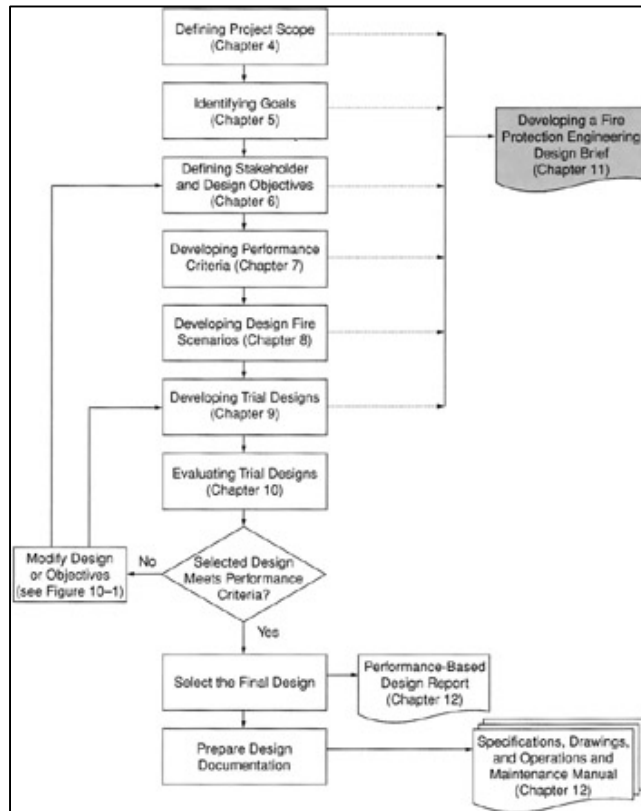 Defining Project Scope
(Chapter 4)
Identifying Goals
(Chapter 5)
Developing a Fire
Protection Engineering
Design Brief
(Chapter 11)
Defining Stakeholder
and Design Objectives
(Chapter 6)
Developing Performance
Criteria (Chapter 7)
Developing Design Fire
Scenarios (Chapter 8)
Developing Trial Designs
(Chapter 9)
Evaluating Trial Designs
(Chapter 10)
Modify Design
or Objectives
(see Figure 10–1)
No
Selected Design
Meets Performance
Criteria?
Yes
Select the Final Design
Performance-Based
Design Report
(Chapter 12)
Prepare Design
Documentation
Specifications, Drawings,
and Operations and
Maintenance Manual
(Chapter 12)